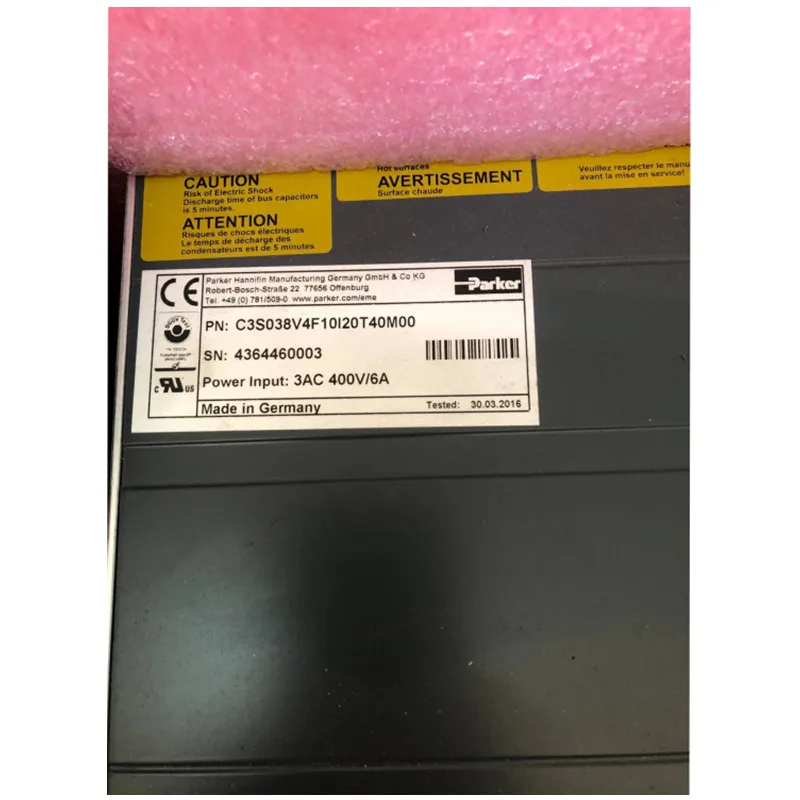 CAUTION
Risk of Electric Shock
Discharge time of bus capacitors
is 5 minutes.
ATTENTION
Risques de chocs électriques
Le temps de décharge des
condensateurs est de 5 minutes.
Hot surfaces
AVERTISSEMENT
Surface chaude
Veuillez respecter le manu
avant la mise en service!
CE
Parker Hannifin Manufacturing Germany GmbH & Co KG
Robert-Bosch-Straße 22 77656 Offenburg
Tel. +49 (0) 781/509-0 www.parker.com/eme
Parker
PN: C3S038V4F10I20T40M00
SN: 4364460003
Power Input: 3AC 400V/6A
c RU US
Made in Germany
Tested: 30.03.2016